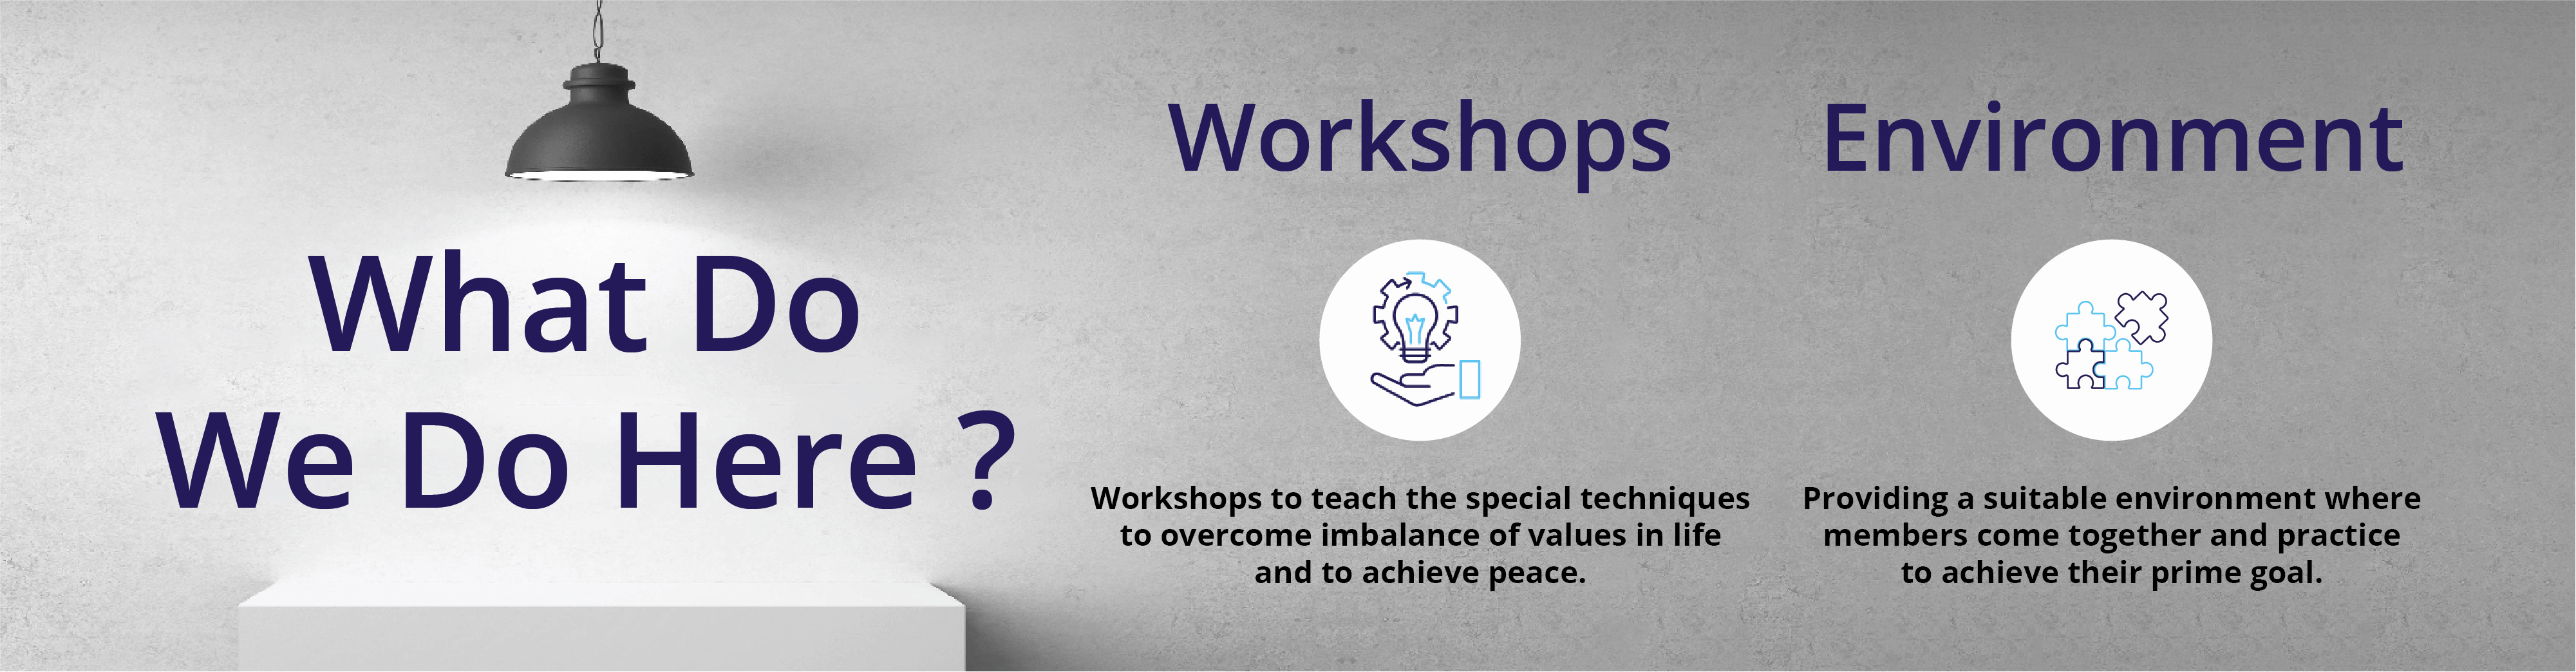 What Do
We Do Here ?
Workshops
Workshops to teach the special techniques
to overcome imbalance of values in life
and to achieve peace.
Environment
Providing a suitable environment where
members come together and practice
to achieve their prime goal.